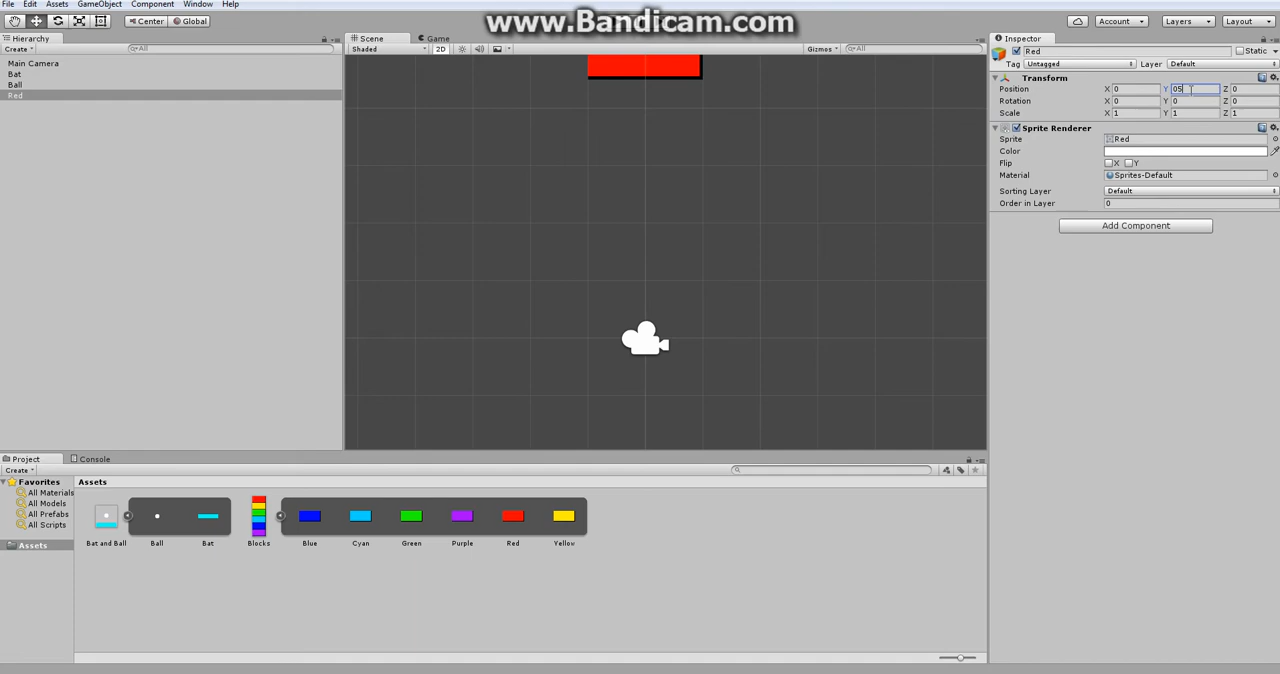 File Edit Assets GameObject Component Window Help
www.Bandicam.com
Center Global Account Layers Layout
Hierarchy
Create All
Main Camera
Bat
Ball
Red
Scene Game
Shaded 2D Gizmos All
Inspector
Red Static
Tag Untagged Layer Default
Transform
Position X 0 Y 05 Z 0
Rotation X 0 Y 0 Z 0
Scale X 1 Y 1 Z 1
Sprite Renderer
Sprite Red
Color
Flip X Y
Material Sprites-Default
Sorting Layer Default
Order in Layer 0
Add Component
Project Console
Create
Favorites
All Materials
All Models
All Prefabs
All Scripts
Assets
Assets
Bat and Ball Ball Bat Blocks Blue Cyan Green Purple Red Yellow